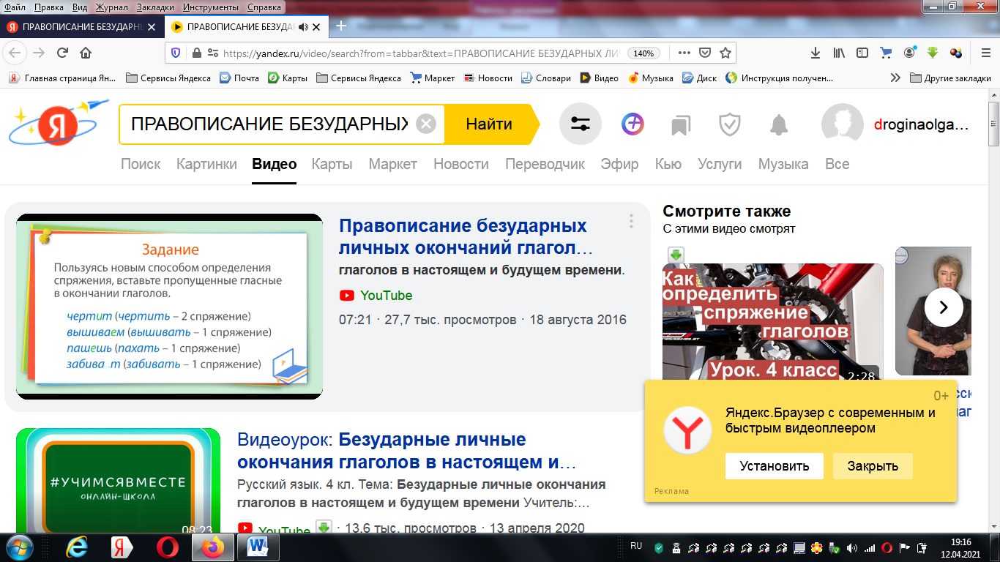 Файл Правка Вид Журнал Закладки Инструменты Справка
ПРАВОПИСАНИЕ БЕЗУДАРНЫ
ПРАВОПИСАНИЕ БЕЗУДАР
https://yandex.ru/video/search?from=tabbar&text=ПРАВОПИСАНИЕ БЕЗУДАРНЫХ ЛИЧ
140%
Главная страница Ян...
Сервисы Яндекса
Почта
Карты
Сервисы Яндекса
Маркет
Новости
Словари
Видео
Музыка
Диск
Инструкция получен...
Другие закладки
Я
ПРАВОПИСАНИЕ БЕЗУДАРНЫХ
Найти
droginaolga...
Поиск Картинки Видео Карты Маркет Новости Переводчик Эфир Кью Услуги Музыка Все
Задание
Пользуясь новым способом определения
спряжения, вставьте пропущенные гласные
в окончании глаголов.
чертит (чертить – 2 спряжение)
вышиваем (вышивать – 1 спряжение)
пашешь (пахать – 1 спряжение)
забива..т (забивать – 1 спряжение)
Правописание безударных
личных окончаний глагол...
глаголов в настоящем и будущем времени.
YouTube
07:21 · 27,7 тыс. просмотров · 18 августа 2016
Смотрите также
С этими видео смотрят
Как
определить
спряжение
глаголов
Урок. 4 класс
2:28
#УЧИМСЯВМЕСТЕ
ОНЛАЙН-ШКОЛА
08:23
Видеоурок: Безударные личные
окончания глаголов в настоящем и...
Русский язык. 4 кл. Тема: Безударные личные окончания
глаголов в настоящем и будущем времени Учитель:...
YouTube · 13,6 тыс. просмотров · 13 апреля 2020
0+
Яндекс.Браузер с современным и
быстрым видеоплеером
Установить
Закрыть
Реклама
RU
19:16
12.04.2021